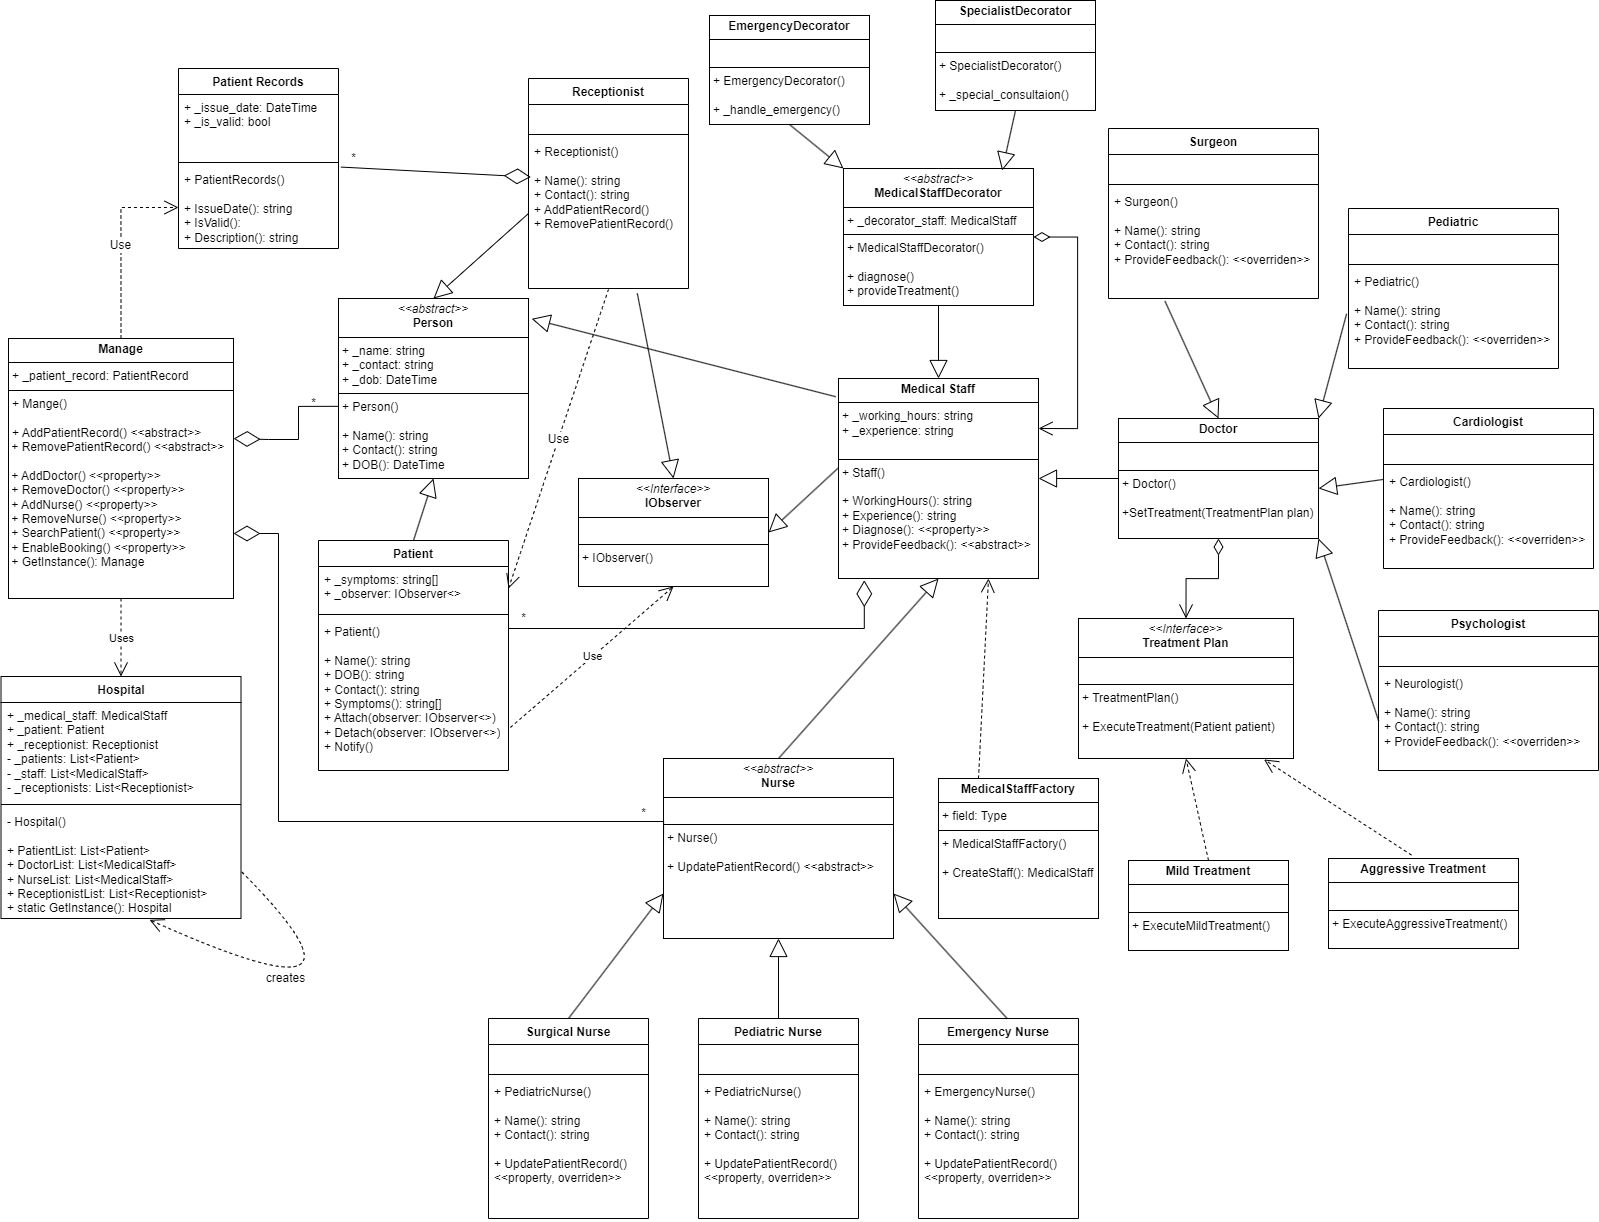 EmergencyDecorator
+ EmergencyDecorator()
+ _handle_emergency()
SpecialistDecorator
+ SpecialistDecorator()
+ _special_consultaion()
Patient Records
+ _issue_date: DateTime
+ _is_valid: bool
+ PatientRecords()
+ IssueDate(): string
+ IsValid():
+ Description(): string
*
Receptionist
+ Receptionist()
+ Name(): string
+ Contact(): string
+ AddPatientRecord()
+ RemovePatientRecord()
<<abstract>>
MedicalStaffDecorator
+ _decorator_staff: MedicalStaff
+ MedicalStaffDecorator()
+ diagnose()
+ provideTreatment()
Surgeon
+ Surgeon()
+ Name(): string
+ Contact(): string
+ ProvideFeedback(): <<overriden>>
Pediatric
+ Pediatric()
+ Name(): string
+ Contact(): string
+ ProvideFeedback(): <<overriden>>
Use
<<abstract>>
Person
+ _name: string
+ _contact: string
+ _dob: DateTime
+ Person()
+ Name(): string
+ Contact(): string
+ DOB(): DateTime
Manage
+ _patient_record: PatientRecord
+ Mange()
+ AddPatientRecord() <<abstract>>
+ RemovePatientRecord() <<abstract>>
+ AddDoctor() <<property>>
+ RemoveDoctor() <<property>>
+ AddNurse() <<property>>
+ RemoveNurse() <<property>>
+ SearchPatient() <<property>>
+ EnableBooking() <<property>>
+ GetInstance(): Manage
*
Use
Medical Staff
+ _working_hours: string
+ _experience: string
+ Staff()
+ WorkingHours(): string
+ Experience(): string
+ Diagnose(): <<property>>
+ ProvideFeedback(): <<abstract>>
Doctor
+ Doctor()
+SetTreatment(TreatmentPlan plan)
Cardiologist
+ Cardiologist()
+ Name(): string
+ Contact(): string
+ ProvideFeedback(): <<overriden>>
<<Interface>>
IObserver
+ IObserver()
Patient
+ _symptoms: string[]
+ _observer: IObserver<>
+ Patient()
+ Name(): string
+ DOB(): string
+ Contact(): string
+ Symptoms(): string[]
+ Attach(observer: IObserver<>)
+ Detach(observer: IObserver<>)
+ Notify()
*
Use
Uses
<<Interface>>
Treatment Plan
+ TreatmentPlan()
+ ExecuteTreatment(Patient patient)
Psychologist
+ Neurologist()
+ Name(): string
+ Contact(): string
+ ProvideFeedback(): <<overriden>>
Hospital
+ _medical_staff: MedicalStaff
+ _patient: Patient
+ _receptionist: Receptionist
- _patients: List<Patient>
- _staff: List<MedicalStaff>
- _receptionists: List<Receptionist>
- Hospital()
+ PatientList: List<Patient>
+ DoctorList: List<MedicalStaff>
+ NurseList: List<MedicalStaff>
+ ReceptionistList: List<Receptionist>
+ static GetInstance(): Hospital
creates
*
<<abstract>>
Nurse
+ Nurse()
+ UpdatePatientRecord() <<abstract>>
MedicalStaffFactory
+ field: Type
+ MedicalStaffFactory()
+ CreateStaff(): MedicalStaff
Mild Treatment
+ ExecuteMildTreatment()
Aggressive Treatment
+ ExecuteAggressiveTreatment()
Surgical Nurse
+ PediatricNurse()
+ Name(): string
+ Contact(): string
+ UpdatePatientRecord()
<<property, overriden>>
Pediatric Nurse
+ PediatricNurse()
+ Name(): string
+ Contact(): string
+ UpdatePatientRecord()
<<property, overriden>>
Emergency Nurse
+ EmergencyNurse()
+ Name(): string
+ Contact(): string
+ UpdatePatientRecord()
<<property, overriden>>